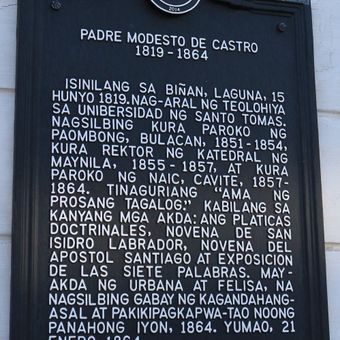 2014
PADRE MODESTO DE CASTRO
1819 - 1864
ISINILANG SA BIÑAN, LAGUNA, 15
HUNYO 1819. NAG-ARAL NG TEOLOHIYA
SA UNIBERSIDAD NG SANTO TOMAS.
NAGSILBING KURA PAROKO NG
PAOMBONG, BULACAN, 1851-1854,
KURA REKTOR NG KATEDRAL NG
MAYNILA, 1855-1857, AT KURA
PAROKO NG NAIC, CAVITE, 1857-
1864. TINAGURIANG "AMA NG
PROSANG TAGALOG." KABILANG SA
KANYANG MGA AKDA: ANG PLATICAS
DOCTRINALES, NOVENA DE SAN
ISIDRO LABRADOR, NOVENA DEL
APOSTOL SANTIAGO AT EXPOSICION
DE LAS SIETE PALABRAS. MAY-
AKDA NG URBANA AT FELISA, NA
NAGSILBING GABAY NG KAGANDAHANG-
ASAL AT PAKIKIPAGKAPWA-TAO NOONG
PANAHONG IYON, 1864. YUMAO, 21
ENERO 1864.